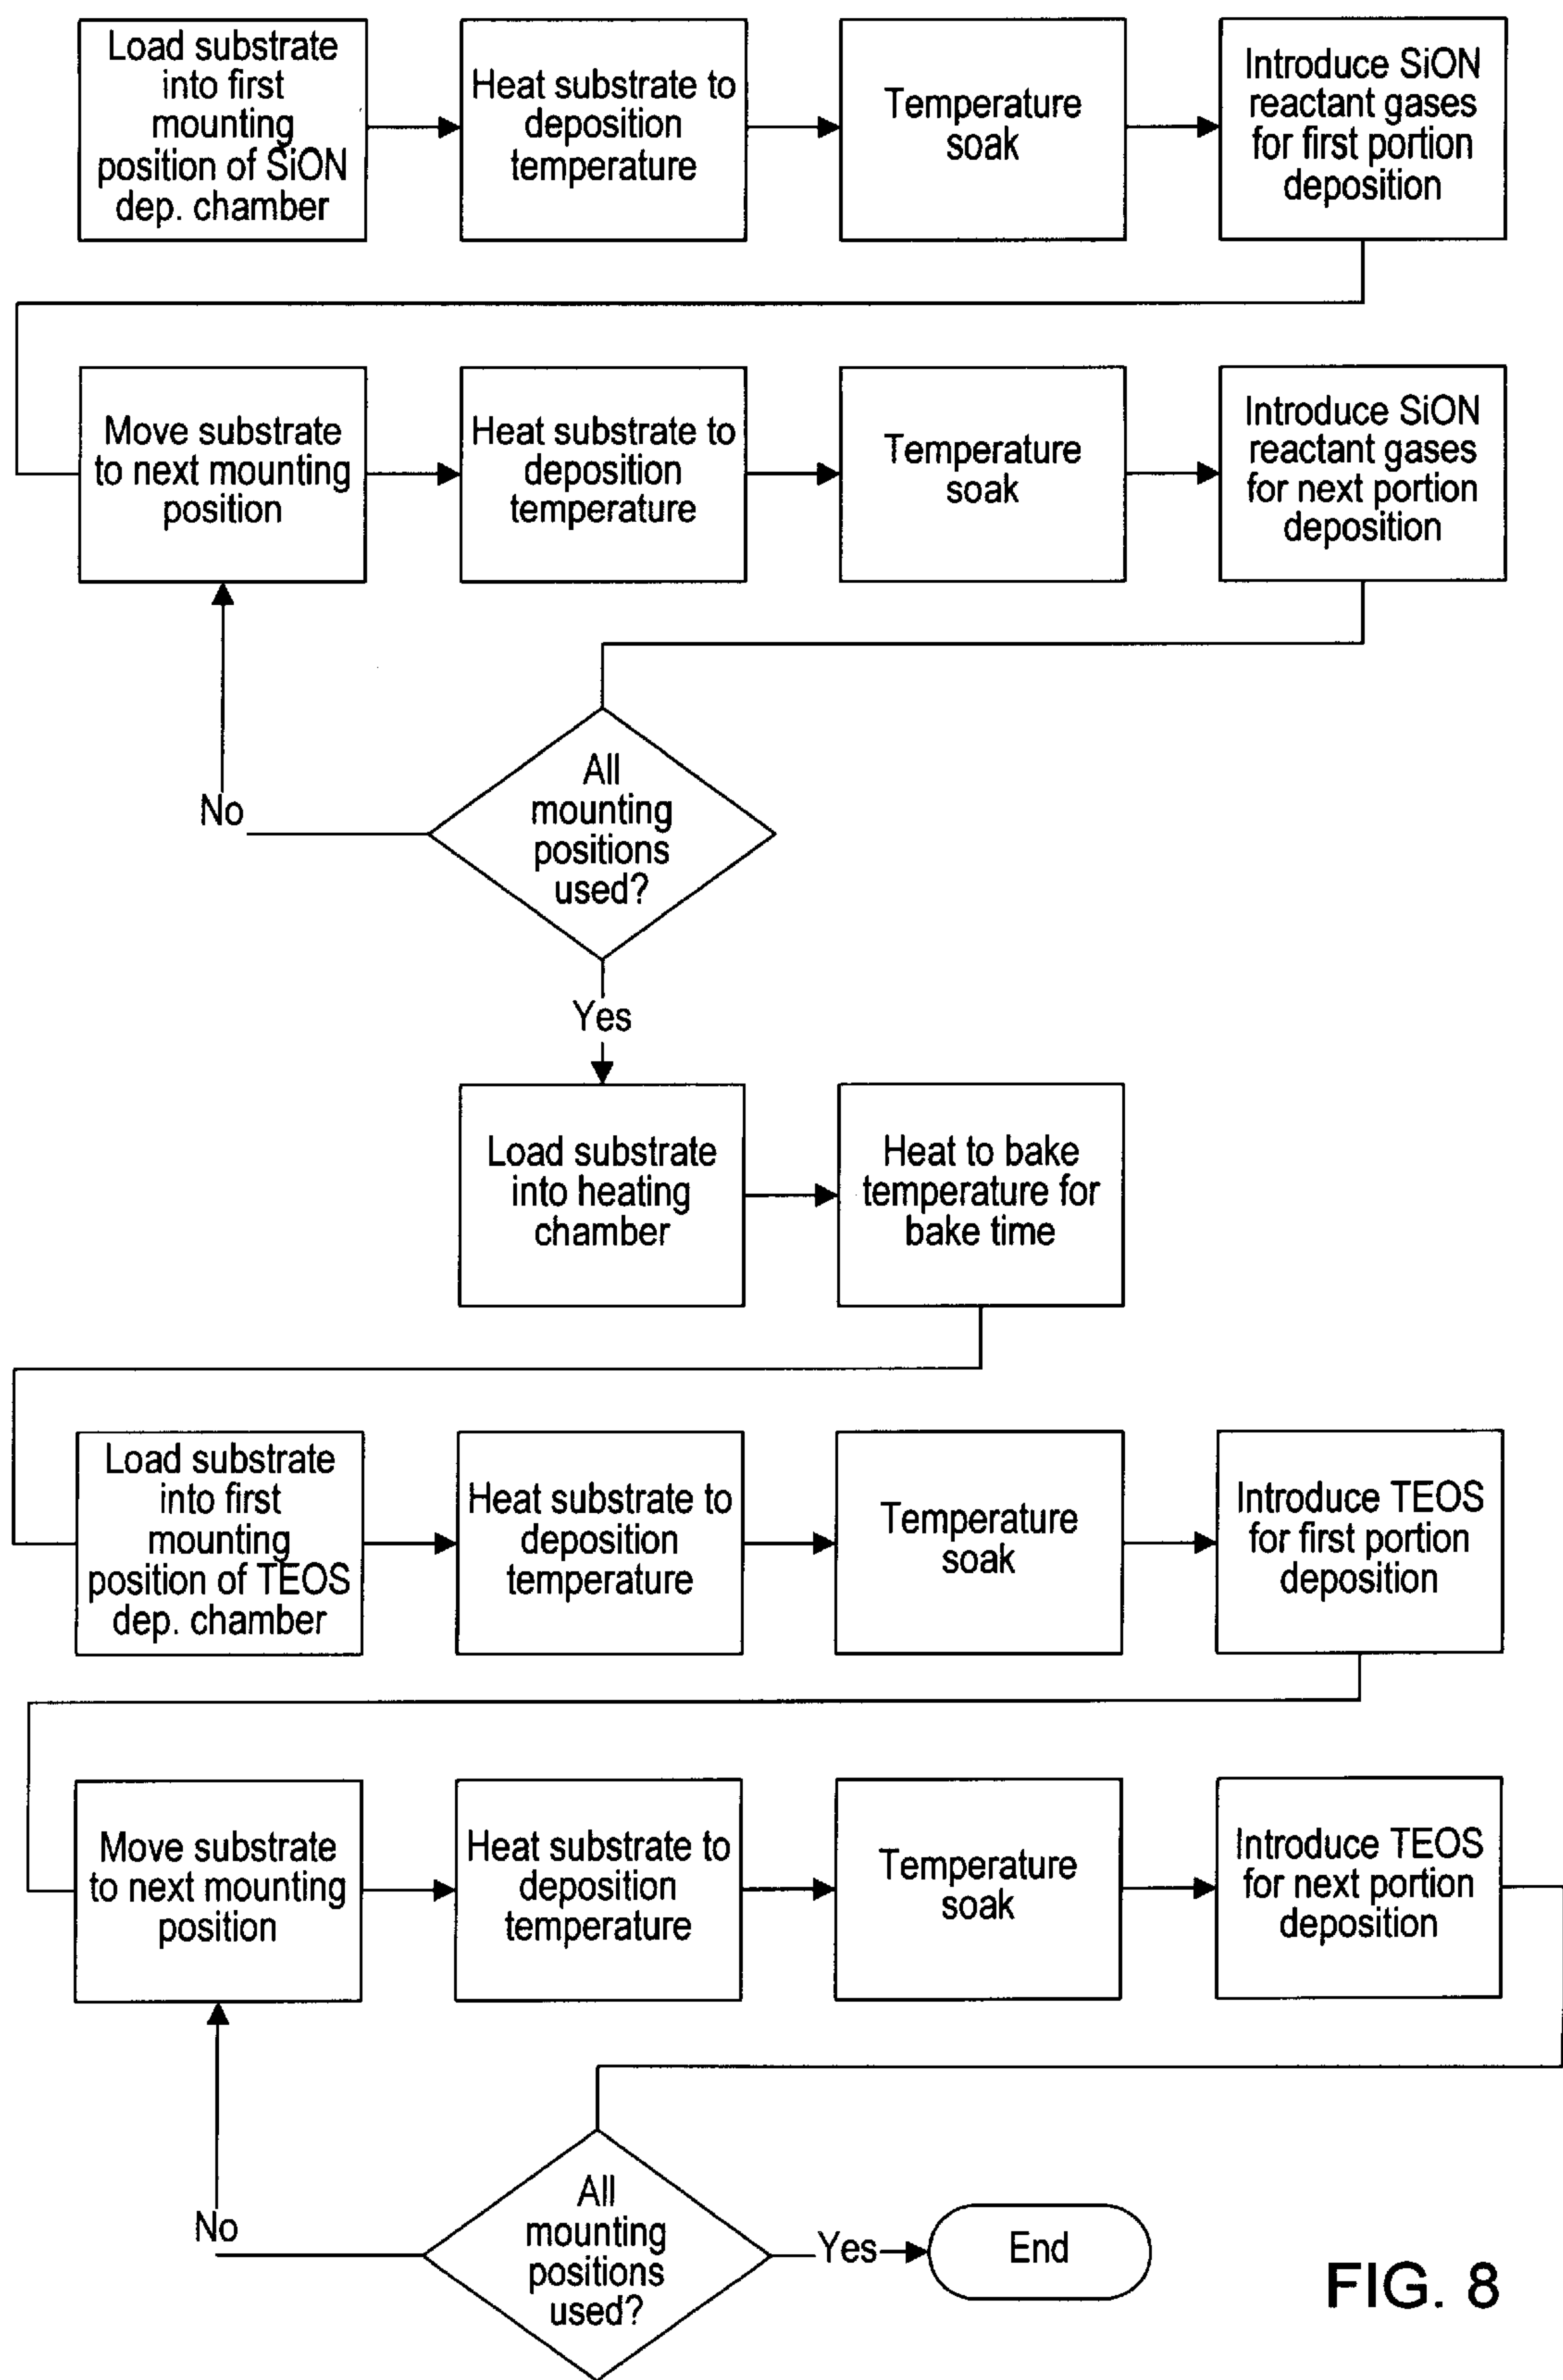 Load substrate
into first
mounting
position of SiON
dep. chamber
Heat substrate to
deposition
temperature
Temperature
soak
Introduce SiON
reactant gases
for first portion
deposition
Move substrate
to next mounting
position
Heat substrate to
deposition
temperature
Temperature
soak
Introduce SiON
reactant gases
for next portion
deposition
All
mounting
positions
used?
No
Yes
Load substrate
into heating
chamber
Heat to bake
temperature for
bake time
Load substrate
into first
mounting
position of TEOS
dep. chamber
Heat substrate to
deposition
temperature
Temperature
soak
Introduce TEOS
for first portion
deposition
Move substrate
to next mounting
position
Heat substrate to
deposition
temperature
Temperature
soak
Introduce TEOS
for next portion
deposition
All
mounting
positions
used?
No
Yes
End
FIG. 8